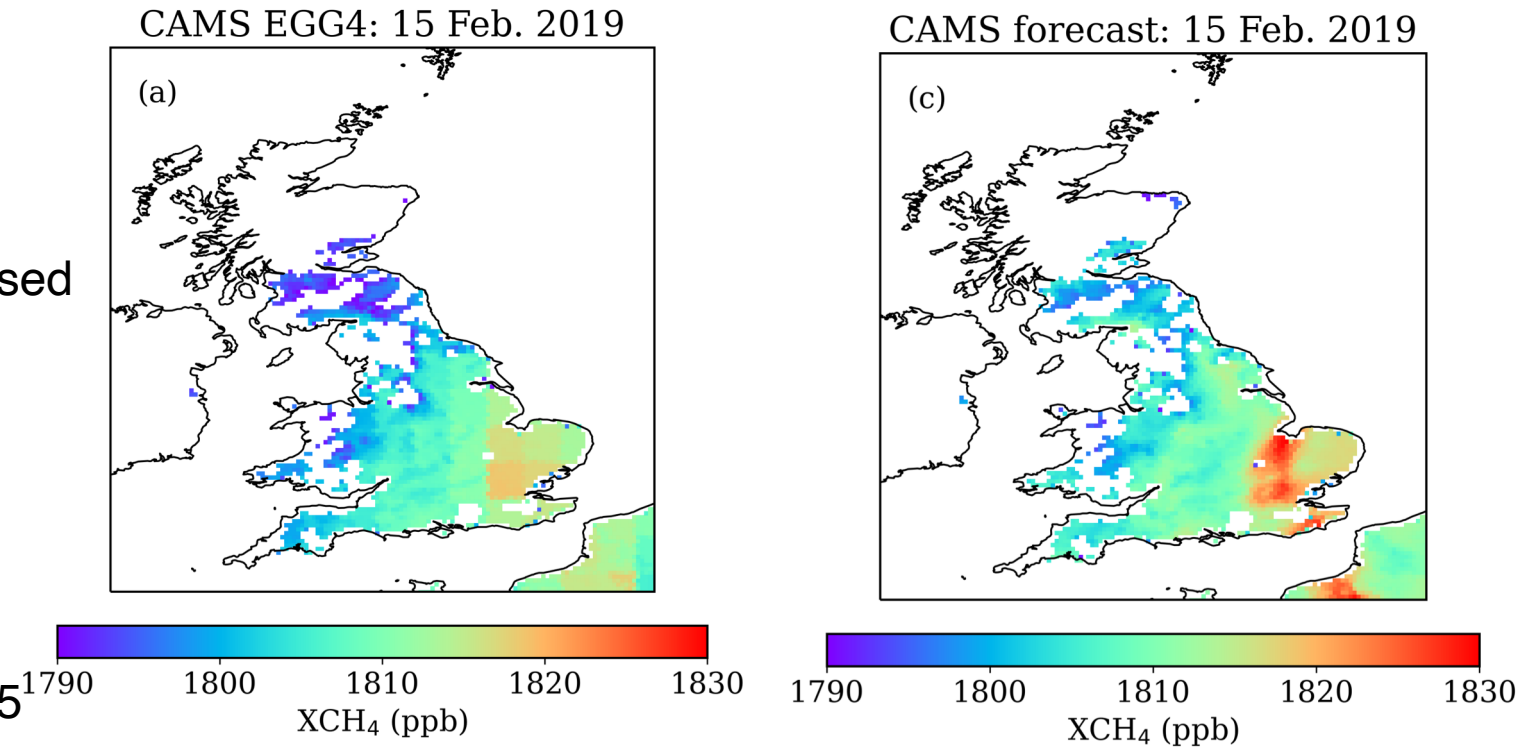 CAMS EGG4: 15 Feb. 2019
(a)
1790 1800 1810 1820 1830
XCH₄ (ppb)
CAMS forecast: 15 Feb. 2019
(c)
1790 1800 1810 1820 1830
XCH₄ (ppb)
sed
5